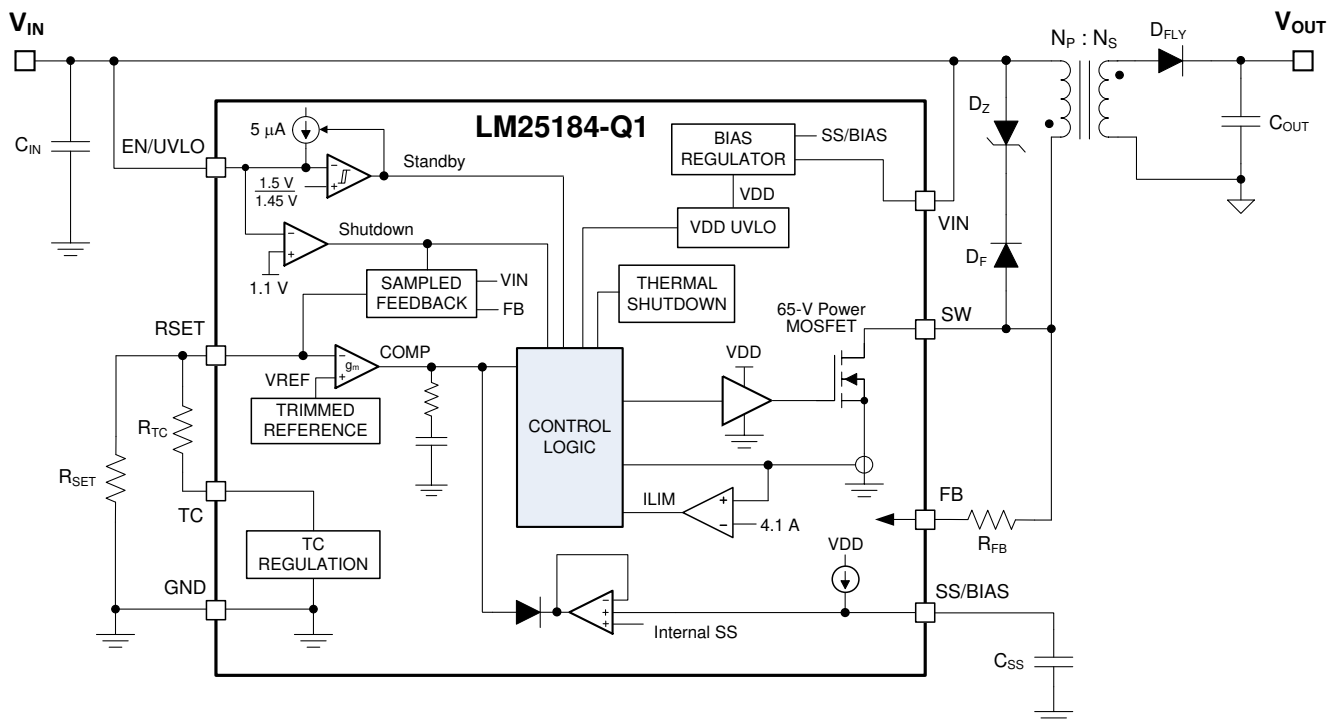 VIN
NP : NS
DFLY
VOUT
LM25184-Q1
5 µA
CIN
EN/UVLO
Standby
1.5 V
1.45 V
BIAS
REGULATOR
SS/BIAS
DZ
COUT
VDD
VDD UVLO
VIN
Shutdown
1.1 V
SAMPLED
FEEDBACK
VIN
FB
THERMAL
SHUTDOWN
DF
65-V Power
MOSFET
SW
RSET
COMP
gm
VREF
VDD
TRIMMED
REFERENCE
CONTROL
LOGIC
RTC
RSET
TC
ILIM
4.1 A
FB
RFB
TC
REGULATION
VDD
GND
SS/BIAS
Internal SS
CSS